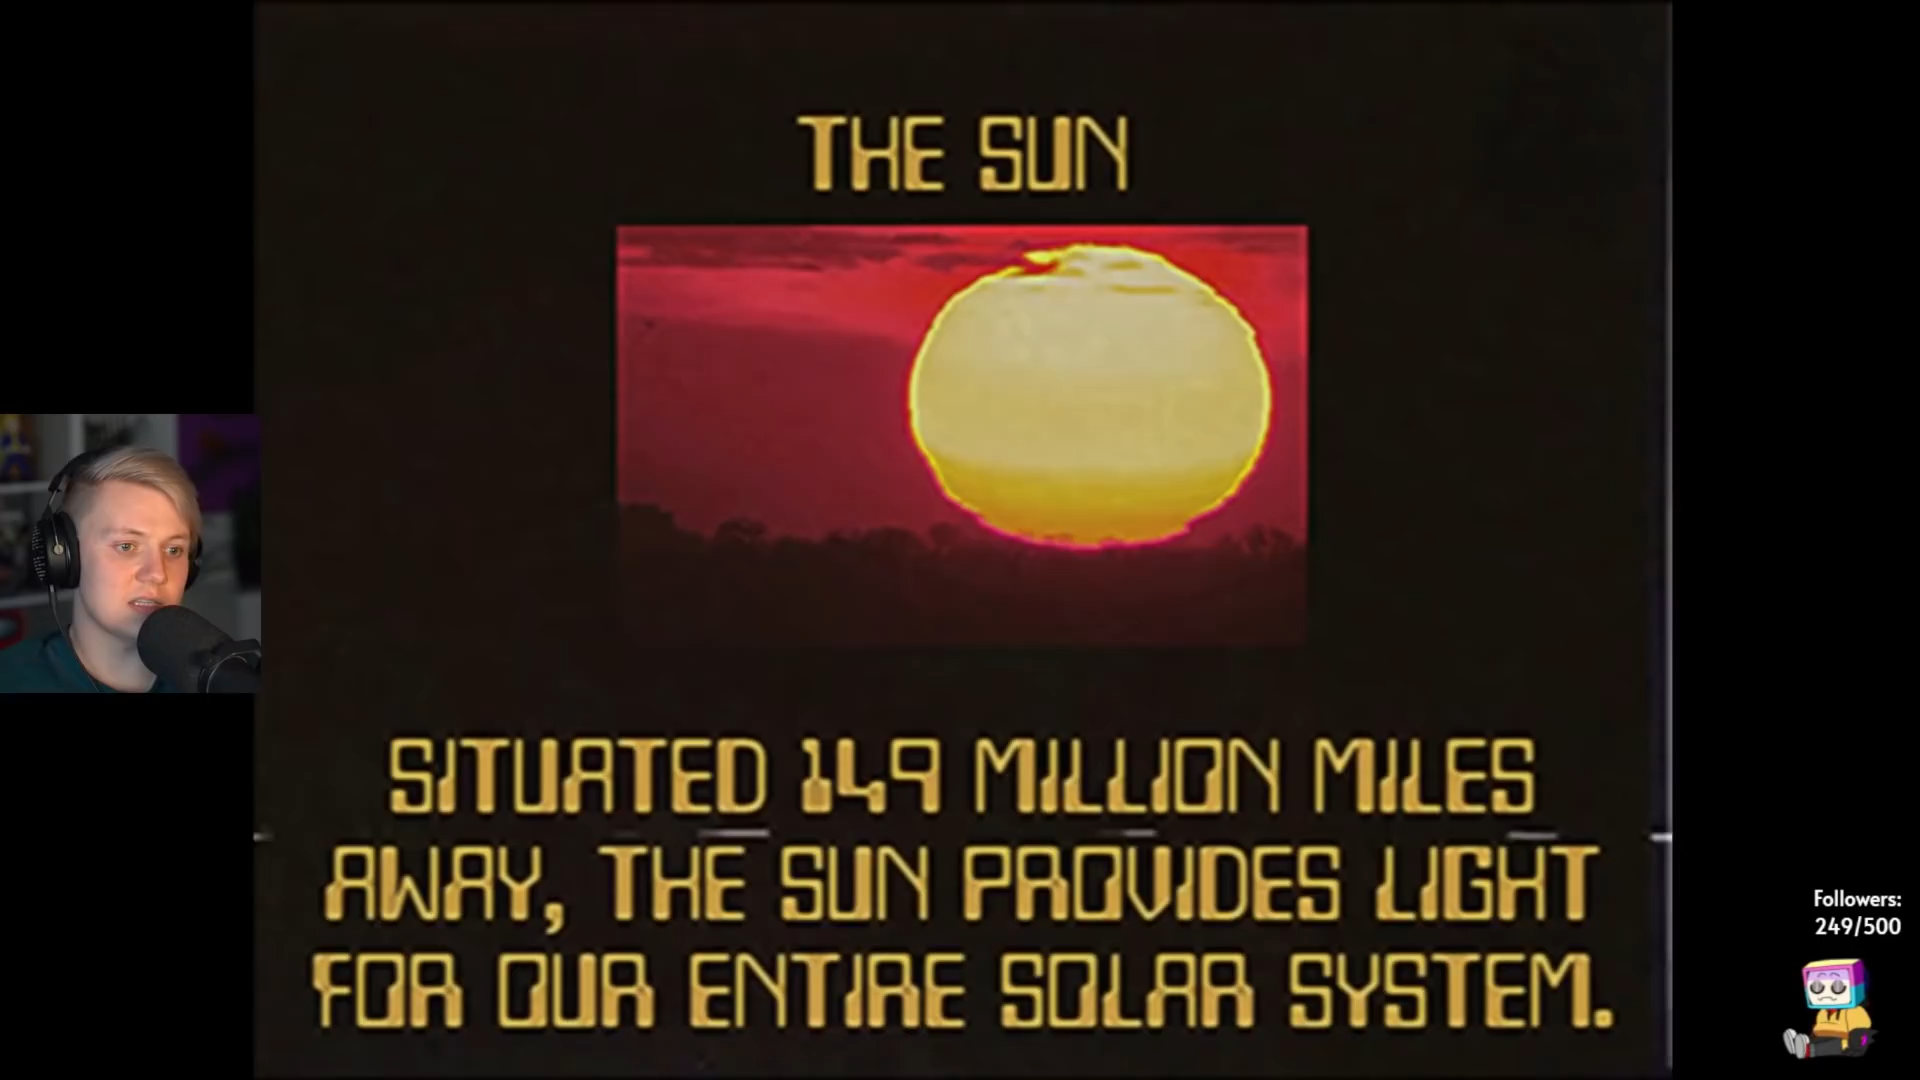 THE SUN
SITUATED 149 MILLION MILES
AWAY, THE SUN PROVIDES LIGHT
FOR OUR ENTIRE SOLAR SYSTEM.
Followers:
249/500